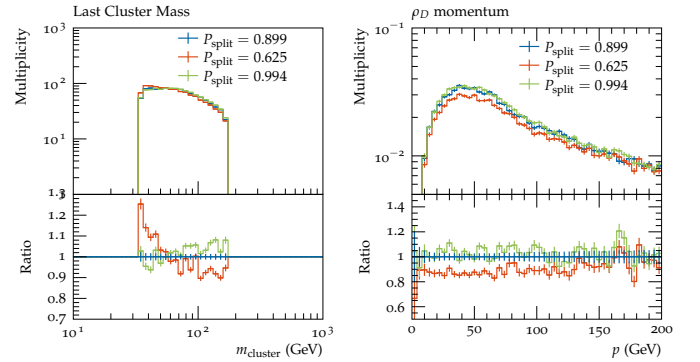 Last Cluster Mass
Multiplicity
10³
10²
10¹
P_split = 0.899
P_split = 0.625
P_split = 0.994
Ratio
1.3
1.2
1.1
1
0.9
0.8
0.7
10¹
10²
10³
m_cluster (GeV)
ρ_D momentum
Multiplicity
10⁻¹
10⁻²
P_split = 0.899
P_split = 0.625
P_split = 0.994
Ratio
1.4
1.2
1
0.8
0.6
0
50
100
150
200
p (GeV)